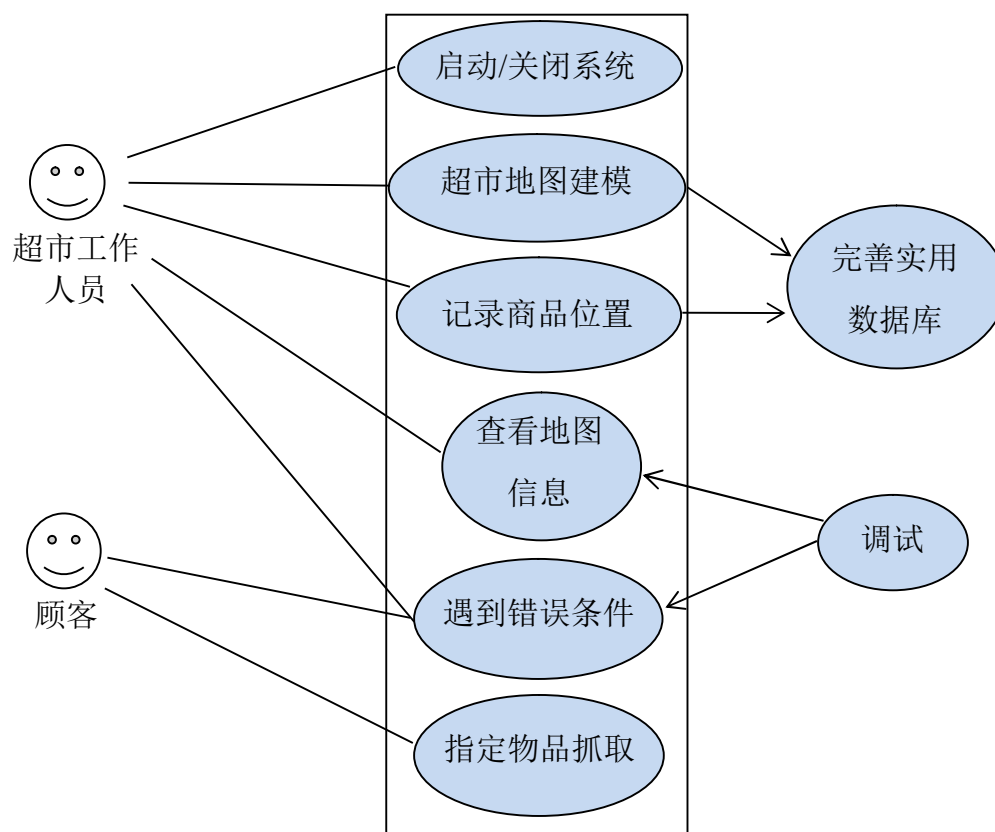 启动/关闭系统
超市地图建模
超市工作
人员
完善实用
数据库
记录商品位置
查看地图
信息
调试
遇到错误条件
顾客
指定物品抓取